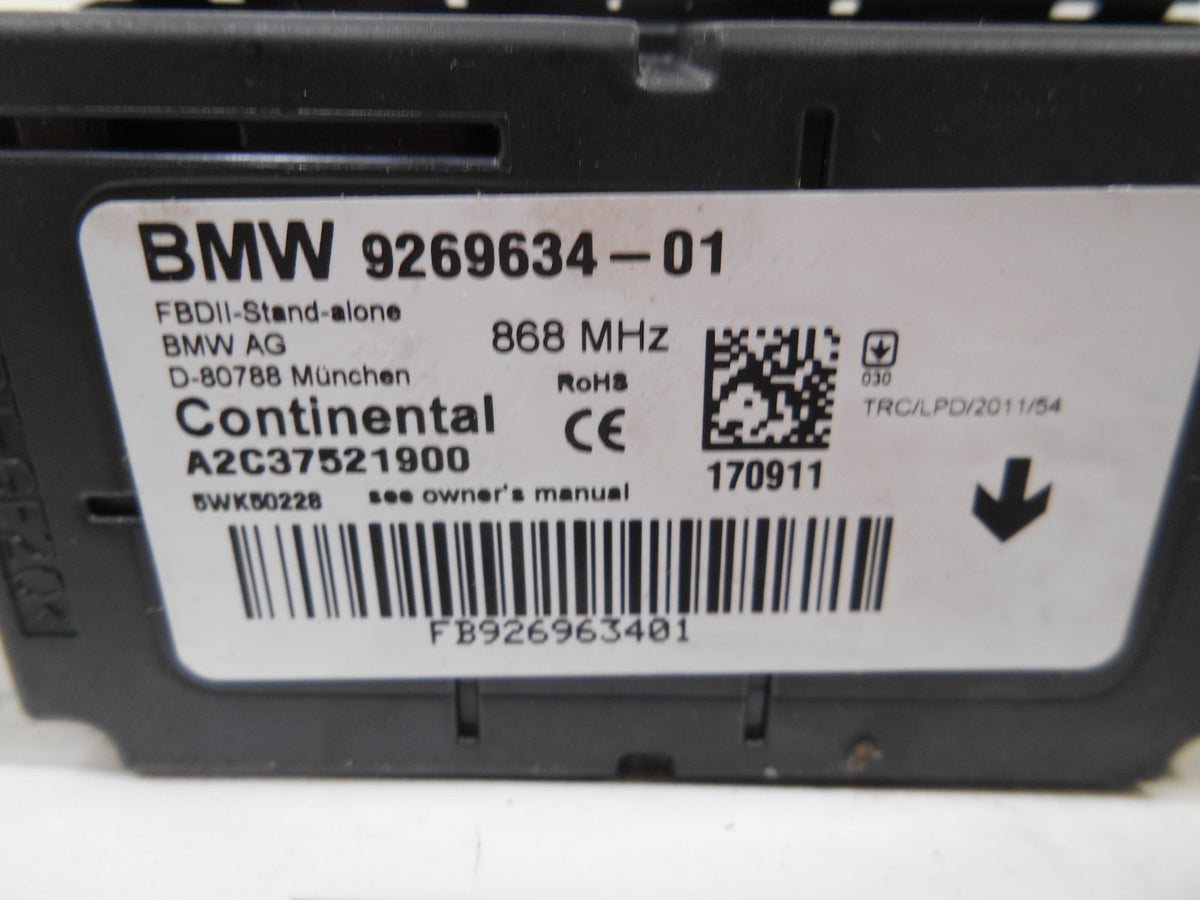 BMW 9269634-01
FBDII-Stand-alone
BMW AG
868 MHz
D-80788 München
RoHS
030
Continental
CE
TRC/LPD/2011/54
A2C37521900
170911
5WK50228
see owner's manual
FB926963401